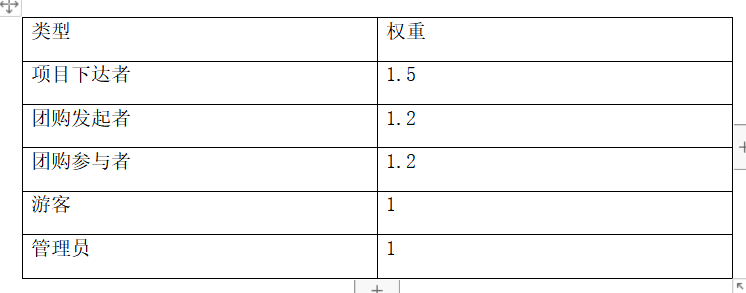 类型 权重
项目下达者 1.5
团购发起者 1.2
团购参与者 1.2
游客 1
管理员 1